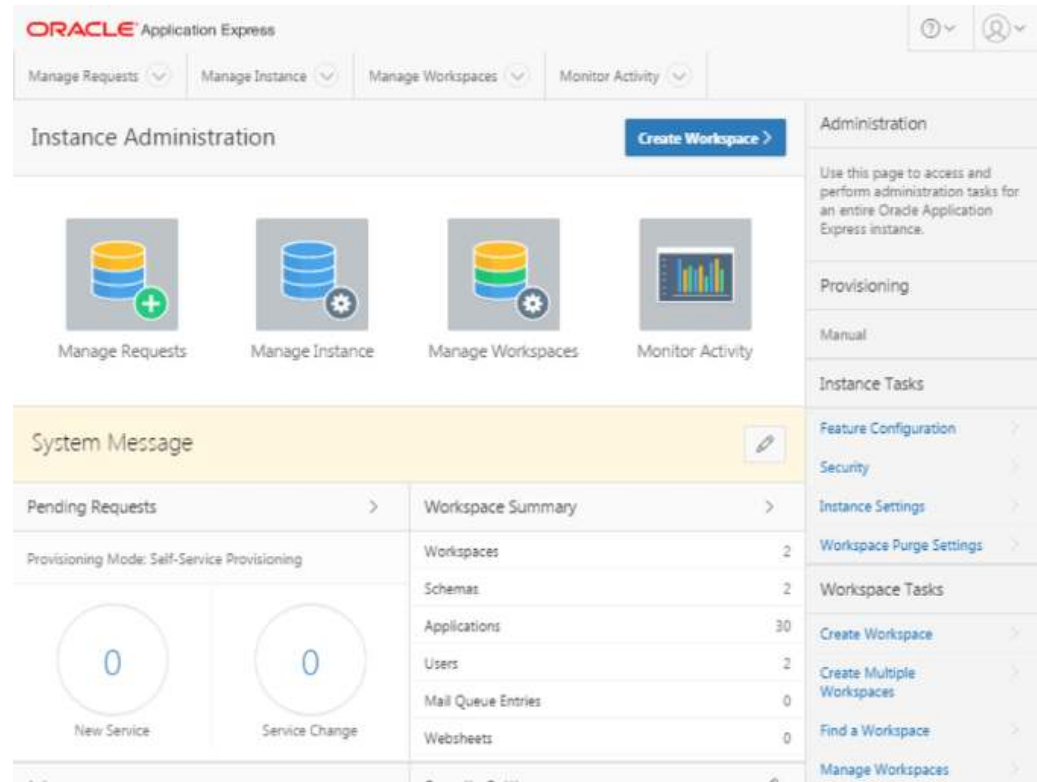 ORACLE Application Express
Manage Requests
Manage Instance
Manage Workspaces
Monitor Activity
Instance Administration
Create Workspace >
Manage Requests
Manage Instance
Manage Workspaces
Monitor Activity
System Message
Pending Requests
Provisioning Mode: Self-Service Provisioning
0
New Service
0
Service Change
Workspace Summary
Workspaces 2
Schemas 2
Applications 30
Users 2
Mail Queue Entries 0
Websheets 0
Administration
Use this page to access and
perform administration tasks for
an entire Oracle Application
Express instance.
Provisioning
Manual
Instance Tasks
Feature Configuration
Security
Instance Settings
Workspace Purge Settings
Workspace Tasks
Create Workspace
Create Multiple
Workspaces
Find a Workspace
Manage Workspaces